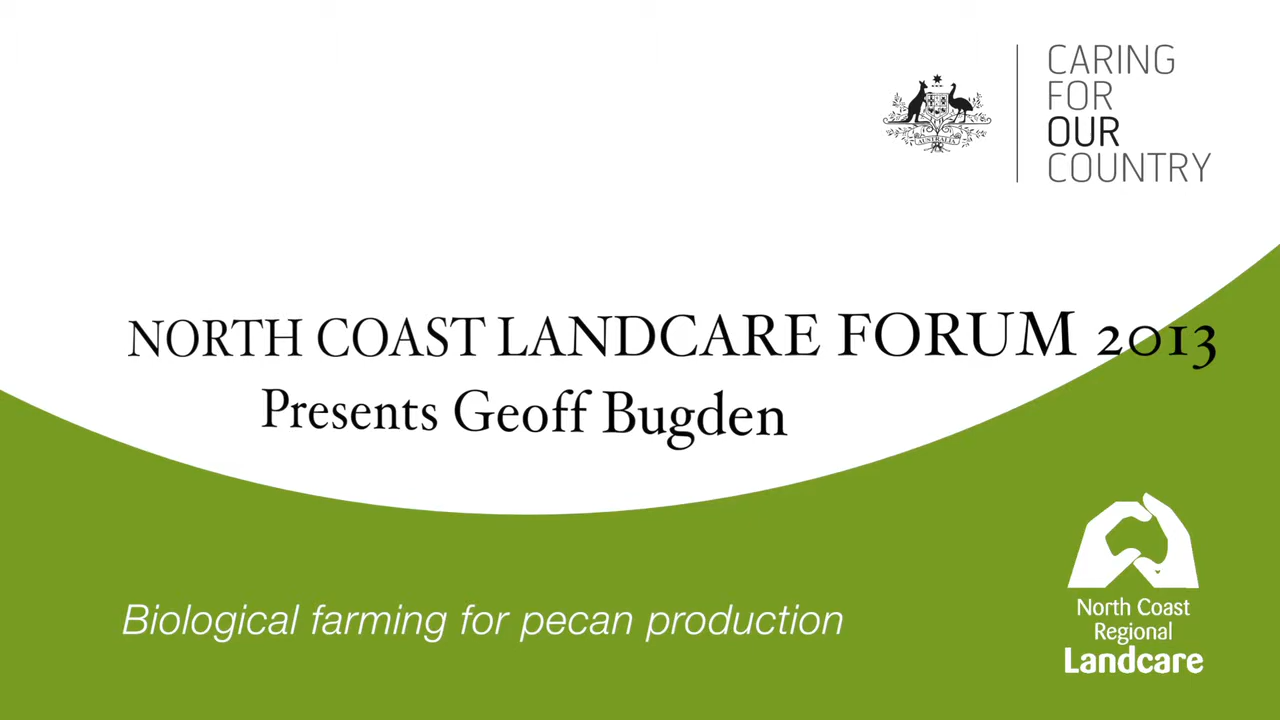 CARING
FOR
OUR
COUNTRY
AUSTRALIA
NORTH COAST LANDCARE FORUM 2013
Presents Geoff Bugden
Biological farming for pecan production
North Coast
Regional
Landcare